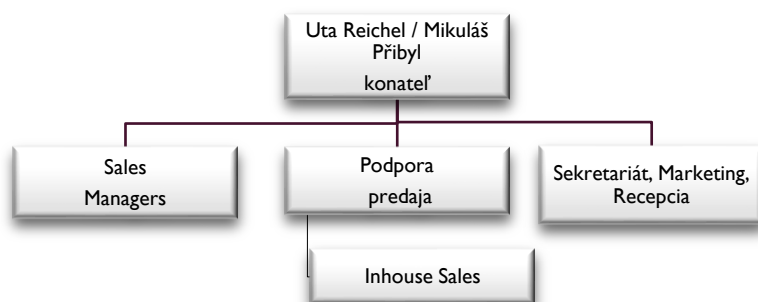 Uta Reichel / Mikuláš
Přibyl
konateľ
Sales
Managers
Podpora
predaja
Sekretariát, Marketing,
Recepcia
Inhouse Sales